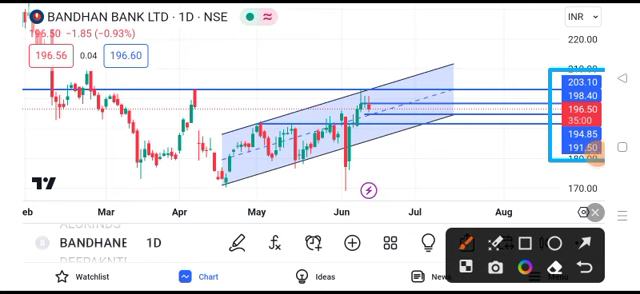 BANDHAN BANK LTD · 1D · NSE
INR
196.50 −1.85 (−0.93%)
196.56 0.04 196.60
220.00
203.10
198.40
196.50
35:00
194.85
191.50
180.00
170.00
eb Mar Apr May Jun Jul Aug
BANDHANE 1D
Watchlist Chart Ideas News Menu